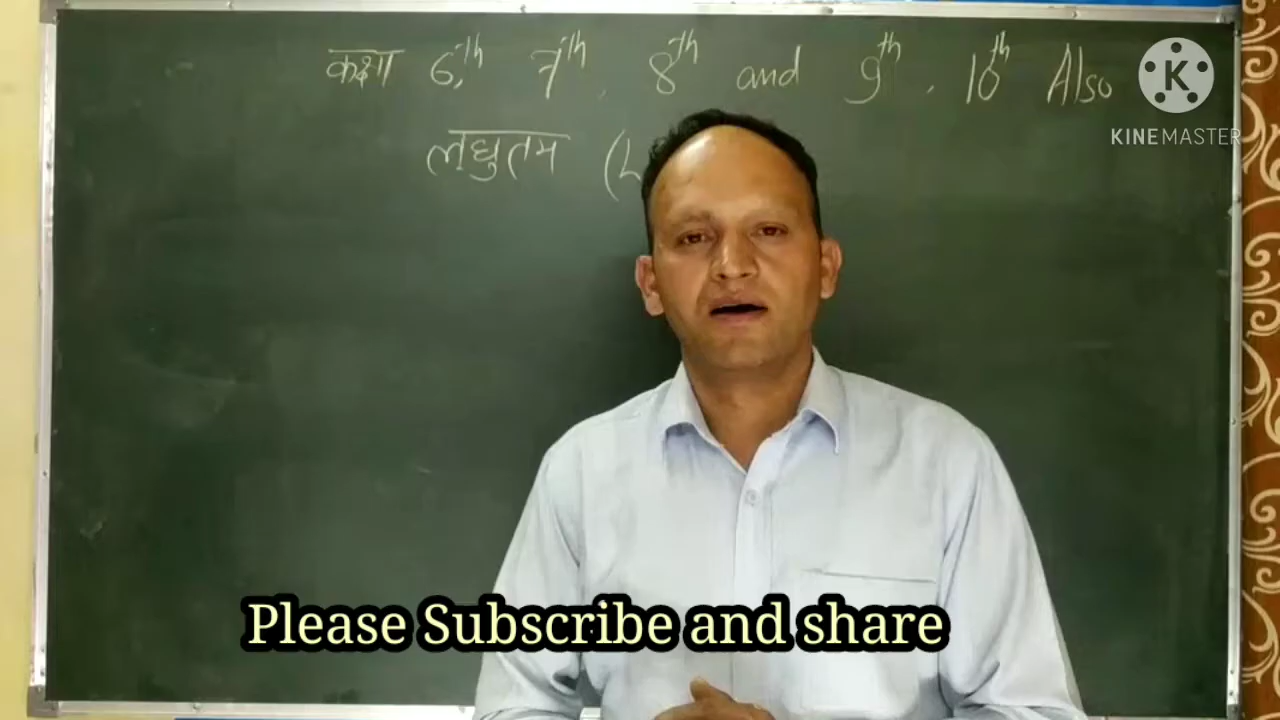 कक्षा 6th, 7th, 8th and 9th, 10th Also
लघुतम (L
KINEMASTER
Please Subscribe and share